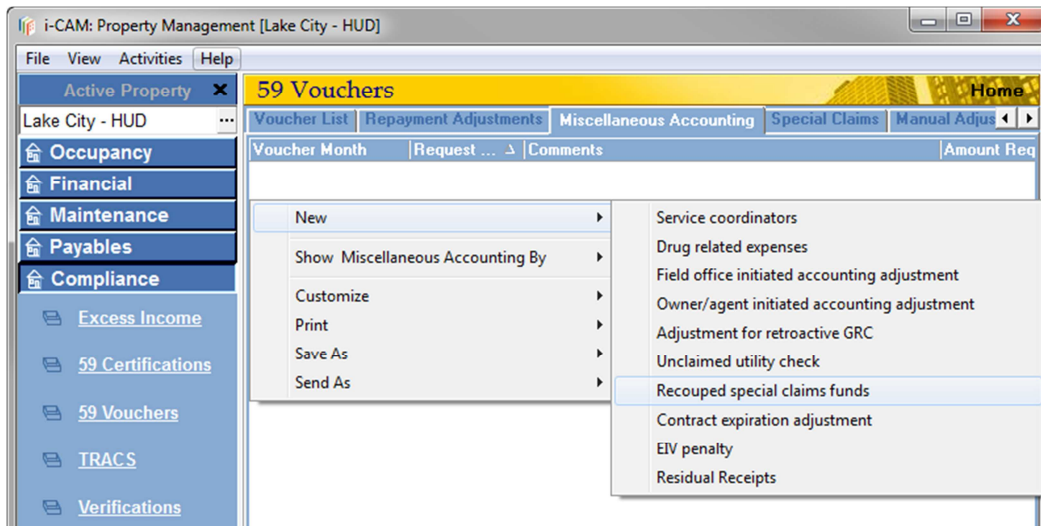 i-CAM: Property Management [Lake City - HUD]
File View Activities Help
Active Property
59 Vouchers
Home
Lake City - HUD ...
Voucher List Repayment Adjustments Miscellaneous Accounting Special Claims Manual Adjus
Voucher Month Request ... Comments Amount Req
Occupancy
Financial
Maintenance
Payables
Compliance
Excess Income
59 Certifications
59 Vouchers
TRACS
Verifications
New
Show Miscellaneous Accounting By
Customize
Print
Save As
Send As
Service coordinators
Drug related expenses
Field office initiated accounting adjustment
Owner/agent initiated accounting adjustment
Adjustment for retroactive GRC
Unclaimed utility check
Recouped special claims funds
Contract expiration adjustment
EIV penalty
Residual Receipts